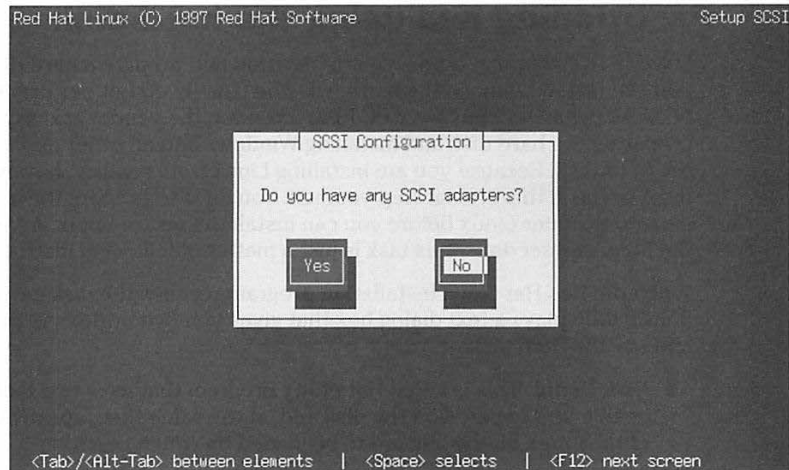 Red Hat Linux (C) 1997 Red Hat Software Setup SCSI
SCSI Configuration
Do you have any SCSI adapters?
Yes No
<Tab>/<Alt-Tab> between elements | <Space> selects | <F12> next screen